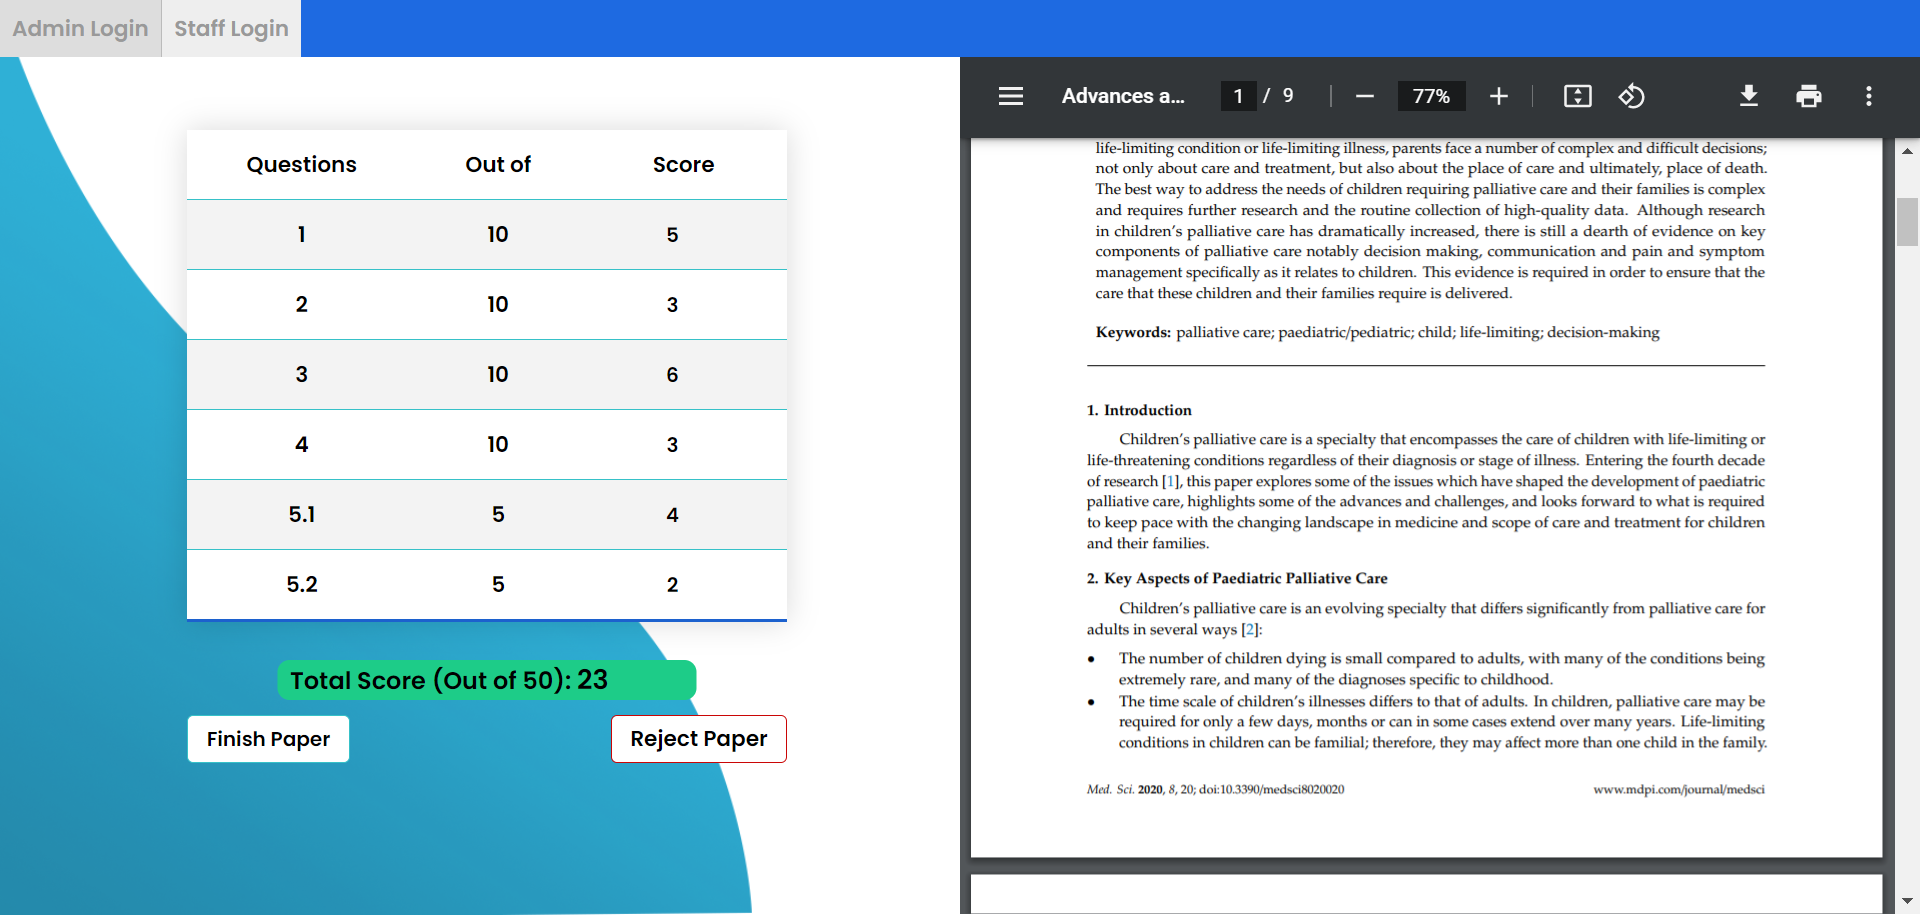 Admin Login Staff Login
Questions Out of Score
1 10 5
2 10 3
3 10 6
4 10 3
5.1 5 4
5.2 5 2
Total Score (Out of 50): 23
Finish Paper Reject Paper
Advances a... 1 / 9 77%
life-limiting condition or life-limiting illness, parents face a number of complex and difficult decisions;
not only about care and treatment, but also about the place of care and ultimately, place of death.
The best way to address the needs of children requiring palliative care and their families is complex
and requires further research and the routine collection of high-quality data. Although research
in children’s palliative care has dramatically increased, there is still a dearth of evidence on key
components of palliative care notably decision making, communication and pain and symptom
management specifically as it relates to children. This evidence is required in order to ensure that the
care that these children and their families require is delivered.
Keywords: palliative care; paediatric/pediatric; child; life-limiting; decision-making
1. Introduction
Children’s palliative care is a specialty that encompasses the care of children with life-limiting or
life-threatening conditions regardless of their diagnosis or stage of illness. Entering the fourth decade
of research [1], this paper explores some of the issues which have shaped the development of paediatric
palliative care, highlights some of the advances and challenges, and looks forward to what is required
to keep pace with the changing landscape in medicine and scope of care and treatment for children
and their families.
2. Key Aspects of Paediatric Palliative Care
Children’s palliative care is an evolving specialty that differs significantly from palliative care for
adults in several ways [2]:
• The number of children dying is small compared to adults, with many of the conditions being
extremely rare, and many of the diagnoses specific to childhood.
• The time scale of children’s illnesses differs to that of adults. In children, palliative care may be
required for only a few days, months or can in some cases extend over many years. Life-limiting
conditions in children can be familial; therefore, they may affect more than one child in the family.
Med. Sci. 2020, 8, 20; doi:10.3390/medsci8020020 www.mdpi.com/journal/medsci